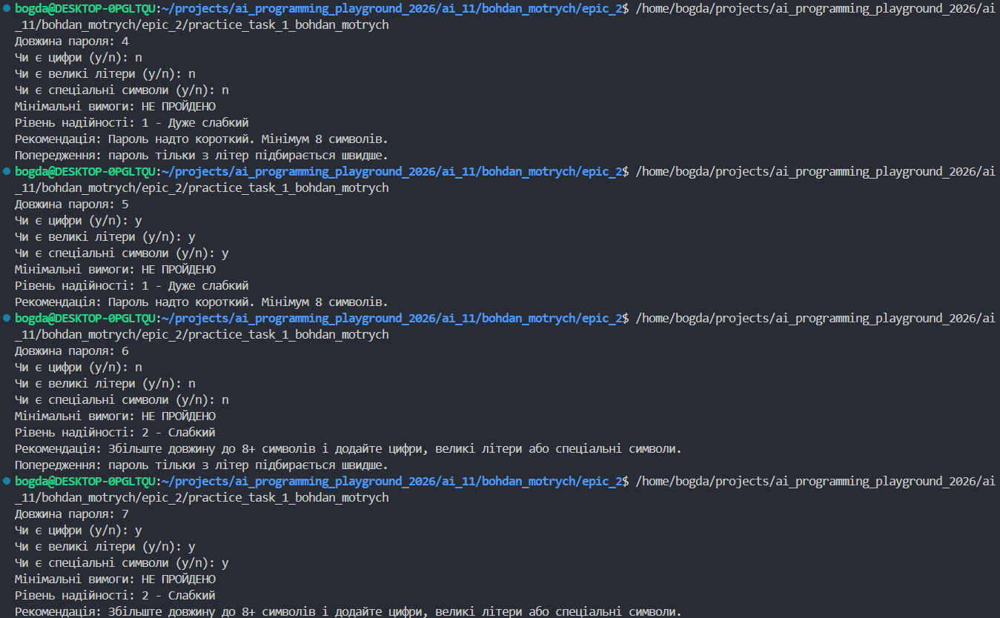 bogda@DESKTOP-0PGLTQU:~/projects/ai_programming_playground_2026/ai_11/bohdan_motrych/epic_2$ /home/bogda/projects/ai_programming_playground_2026/ai
_11/bohdan_motrych/epic_2/practice_task_1_bohdan_motrych
Довжина пароля: 4
Чи є цифри (y/n): n
Чи є великі літери (y/n): n
Чи є спеціальні символи (y/n): n
Мінімальні вимоги: НЕ ПРОЙДЕНО
Рівень надійності: 1 - Дуже слабкий
Рекомендація: Пароль надто короткий. Мінімум 8 символів.
Попередження: пароль тільки з літер підбирається швидше.
bogda@DESKTOP-0PGLTQU:~/projects/ai_programming_playground_2026/ai_11/bohdan_motrych/epic_2$ /home/bogda/projects/ai_programming_playground_2026/ai
_11/bohdan_motrych/epic_2/practice_task_1_bohdan_motrych
Довжина пароля: 5
Чи є цифри (y/n): y
Чи є великі літери (y/n): y
Чи є спеціальні символи (y/n): y
Мінімальні вимоги: НЕ ПРОЙДЕНО
Рівень надійності: 1 - Дуже слабкий
Рекомендація: Пароль надто короткий. Мінімум 8 символів.
bogda@DESKTOP-0PGLTQU:~/projects/ai_programming_playground_2026/ai_11/bohdan_motrych/epic_2$ /home/bogda/projects/ai_programming_playground_2026/ai
_11/bohdan_motrych/epic_2/practice_task_1_bohdan_motrych
Довжина пароля: 6
Чи є цифри (y/n): n
Чи є великі літери (y/n): n
Чи є спеціальні символи (y/n): n
Мінімальні вимоги: НЕ ПРОЙДЕНО
Рівень надійності: 2 - Слабкий
Рекомендація: Збільште довжину до 8+ символів і додайте цифри, великі літери або спеціальні символи.
Попередження: пароль тільки з літер підбирається швидше.
bogda@DESKTOP-0PGLTQU:~/projects/ai_programming_playground_2026/ai_11/bohdan_motrych/epic_2$ /home/bogda/projects/ai_programming_playground_2026/ai
_11/bohdan_motrych/epic_2/practice_task_1_bohdan_motrych
Довжина пароля: 7
Чи є цифри (y/n): y
Чи є великі літери (y/n): y
Чи є спеціальні символи (y/n): y
Мінімальні вимоги: НЕ ПРОЙДЕНО
Рівень надійності: 2 - Слабкий
Рекомендація: Збільште довжину до 8+ символів і додайте цифри, великі літери або спеціальні символи.